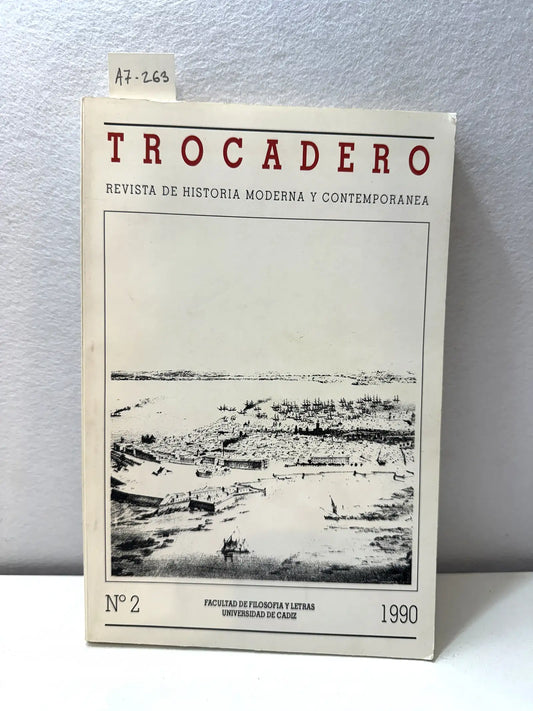 A7-263
TROCADERO
REVISTA DE HISTORIA MODERNA Y CONTEMPORANEA
Nº 2
FACULTAD DE FILOSOFIA Y LETRAS
UNIVERSIDAD DE CADIZ
1990